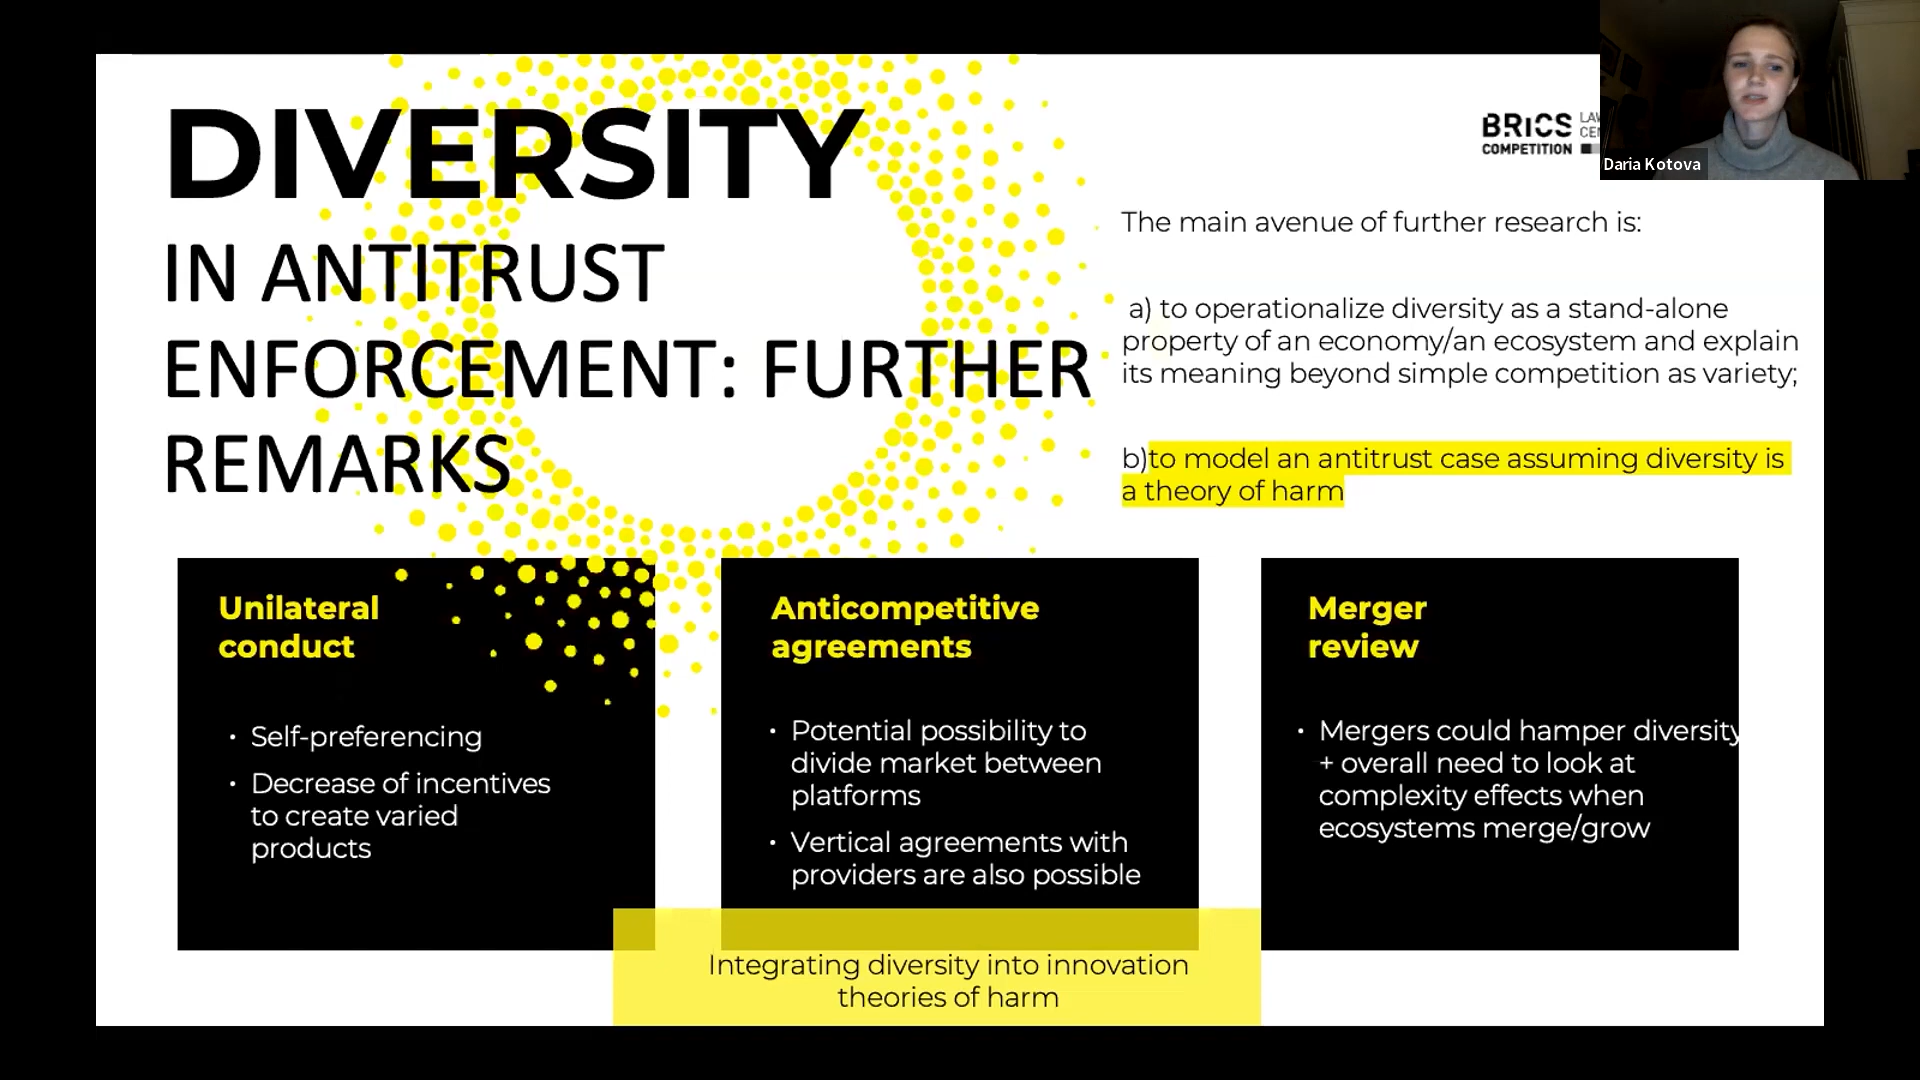 DIVERSITY
IN ANTITRUST
ENFORCEMENT: FURTHER
REMARKS
BRICS
COMPETITION
Daria Kotova
The main avenue of further research is:
a) to operationalize diversity as a stand-alone
property of an economy/an ecosystem and explain
its meaning beyond simple competition as variety;
b)to model an antitrust case assuming diversity is
a theory of harm
Unilateral
conduct
• Self-preferencing
• Decrease of incentives
to create varied
products
Anticompetitive
agreements
• Potential possibility to
divide market between
platforms
• Vertical agreements with
providers are also possible
Merger
review
• Mergers could hamper diversity
+ overall need to look at
complexity effects when
ecosystems merge/grow
Integrating diversity into innovation
theories of harm